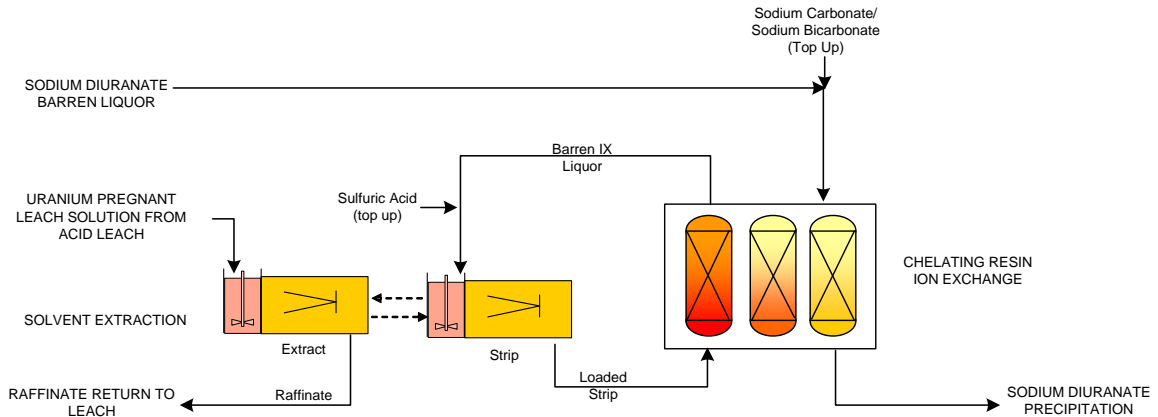 Sodium Carbonate/
Sodium Bicarbonate
(Top Up)
SODIUM DIURANATE
BARREN LIQUOR
Barren IX
Liquor
URANIUM PREGNANT
LEACH SOLUTION FROM
ACID LEACH
Sulfuric Acid
(top up)
CHELATING RESIN
ION EXCHANGE
SOLVENT EXTRACTION
Extract
Strip
Loaded
Strip
RAFFINATE RETURN TO
LEACH
Raffinate
SODIUM DIURANATE
PRECIPITATION